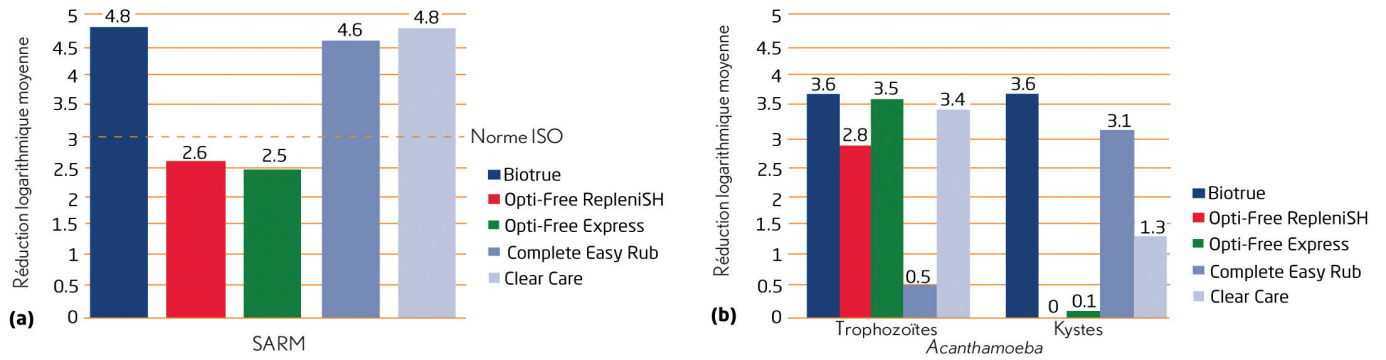 Réduction logarithmique moyenne
5
4.5
4
3.5
3
2.5
2
1.5
1
0.5
0
4.8
2.6
2.5
4.6
4.8
Norme ISO
Biotrue
Opti-Free RepleniSH
Opti-Free Express
Complete Easy Rub
Clear Care
(a)
SARM
Réduction logarithmique moyenne
5
4.5
4
3.5
3
2.5
2
1.5
1
0.5
0
3.6
2.8
3.5
0.5
3.4
3.6
0
0.1
3.1
1.3
Biotrue
Opti-Free RepleniSH
Opti-Free Express
Complete Easy Rub
Clear Care
(b)
Trophozoïtes Kystes
Acanthamoeba